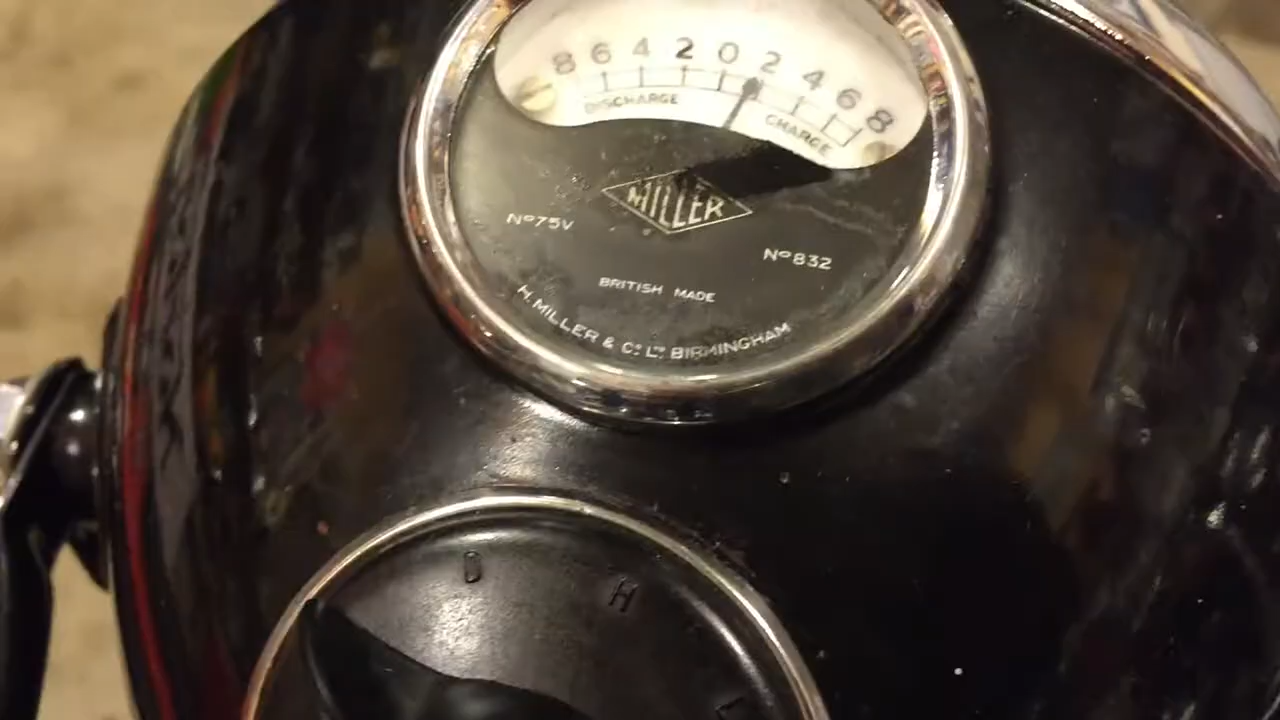 8 6 4 2 0 2 4 6 8
DISCHARGE CHARGE
MILLER
Nº75V
Nº832
BRITISH MADE
H. MILLER & Cº Lᵀᴰ BIRMINGHAM
H